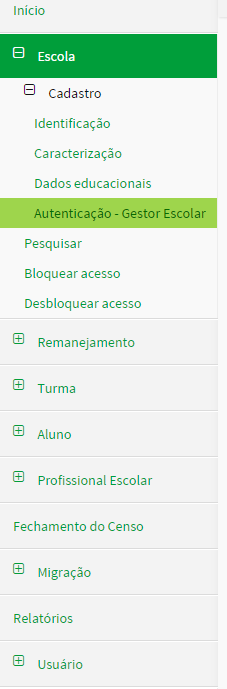 Inicio
Escola
Cadastro
Identificação
Caracterização
Dados educacionais
Autenticação - Gestor Escolar
Pesquisar
Bloquear acesso
Desbloquear acesso
Remanejamento
Turma
Aluno
Profissional Escolar
Fechamento do Censo
Migração
Relatórios
Usuário